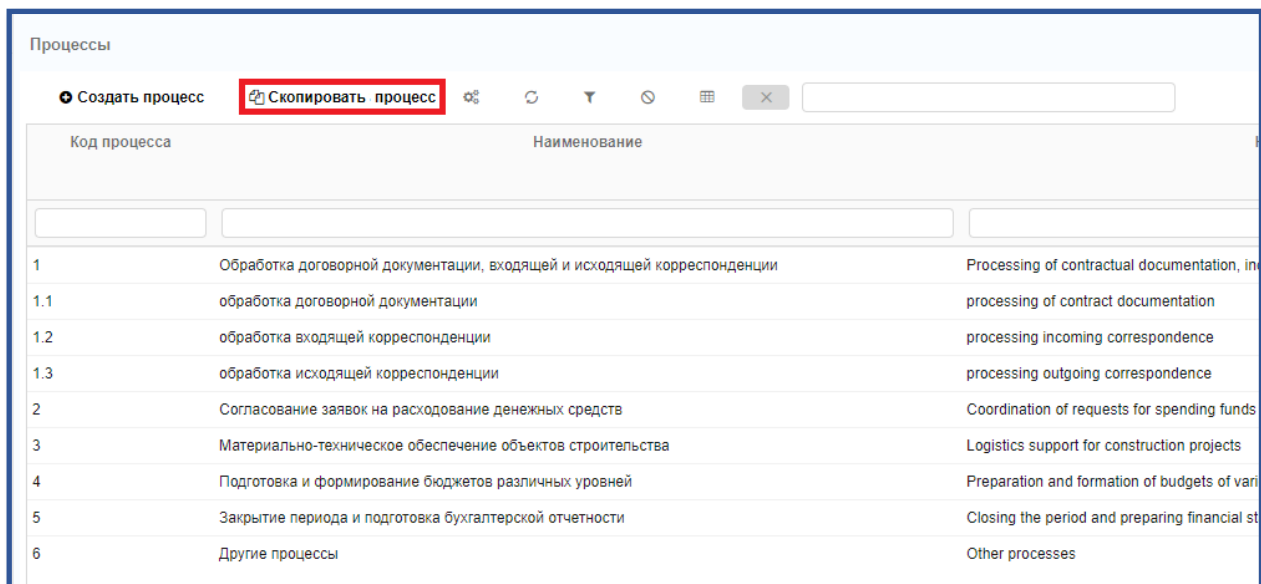 Процессы
Создать процесс Скопировать процесс
Код процесса Наименование
1 Обработка договорной документации, входящей и исходящей корреспонденции Processing of contractual documentation,
1.1 обработка договорной документации processing of contract documentation
1.2 обработка входящей корреспонденции processing incoming correspondence
1.3 обработка исходящей корреспонденции processing outgoing correspondence
2 Согласование заявок на расходование денежных средств Coordination of requests for spending funds
3 Материально-техническое обеспечение объектов строительства Logistics support for construction projects
4 Подготовка и формирование бюджетов различных уровней Preparation and formation of budgets of
5 Закрытие периода и подготовка бухгалтерской отчетности Closing the period and preparing financial
6 Другие процессы Other processes